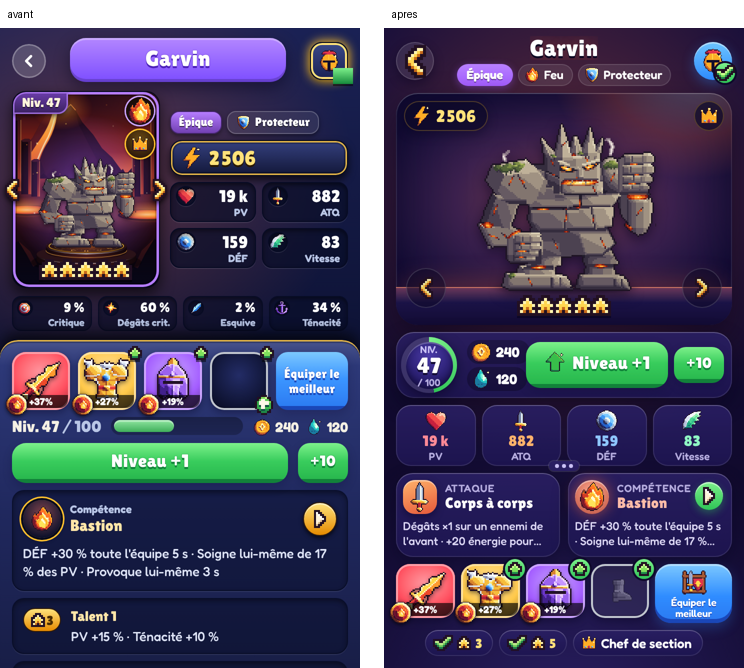 avant
Garvin
Niv. 47
Épique
Protecteur
2506
19 k
PV
882
ATQ
159
DÉF
83
Vitesse
9 %
Critique
60 %
Dégâts crit.
2 %
Esquive
34 %
Ténacité
+37%
+27%
+19%
Équiper le
meilleur
Niv. 47 / 100
240
120
Niveau +1
+10
Compétence
Bastion
DÉF +30 % toute l'équipe 5 s · Soigne lui-même de 17
% des PV · Provoque lui-même 3 s
3
Talent 1
PV +15 % · Ténacité +10 %
apres
Garvin
Épique
Feu
Protecteur
2506
NIV.
47
/ 100
240
120
Niveau +1
+10
19 k
PV
882
ATQ
159
DÉF
83
Vitesse
ATTAQUE
Corps à corps
Dégâts ×1 sur un ennemi de
l'avant · +20 énergie pour...
COMPÉTENCE
Bastion
DÉF +30 % toute l'équipe 5 s
· Soigne lui-même de 17 %...
+37%
+27%
+19%
Équiper le
meilleur
3
5
Chef de section